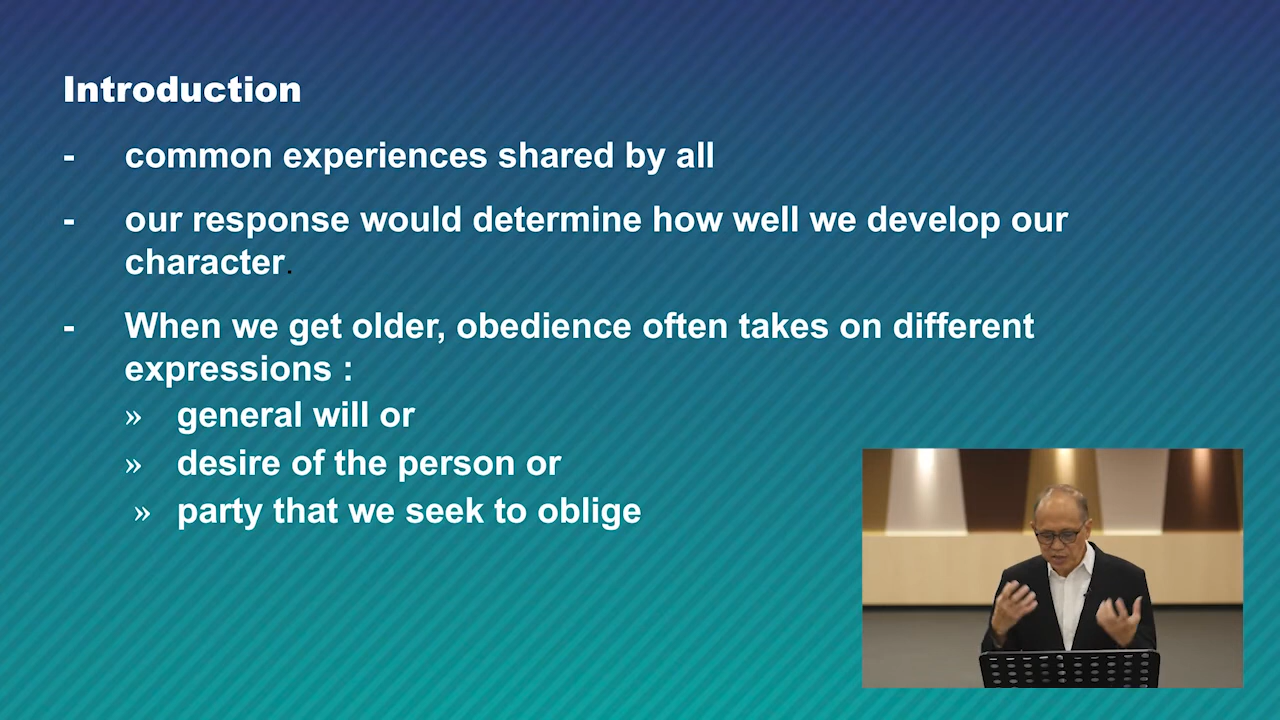 Introduction
- common experiences shared by all
- our response would determine how well we develop our
character.
- When we get older, obedience often takes on different
expressions :
» general will or
» desire of the person or
» party that we seek to oblige